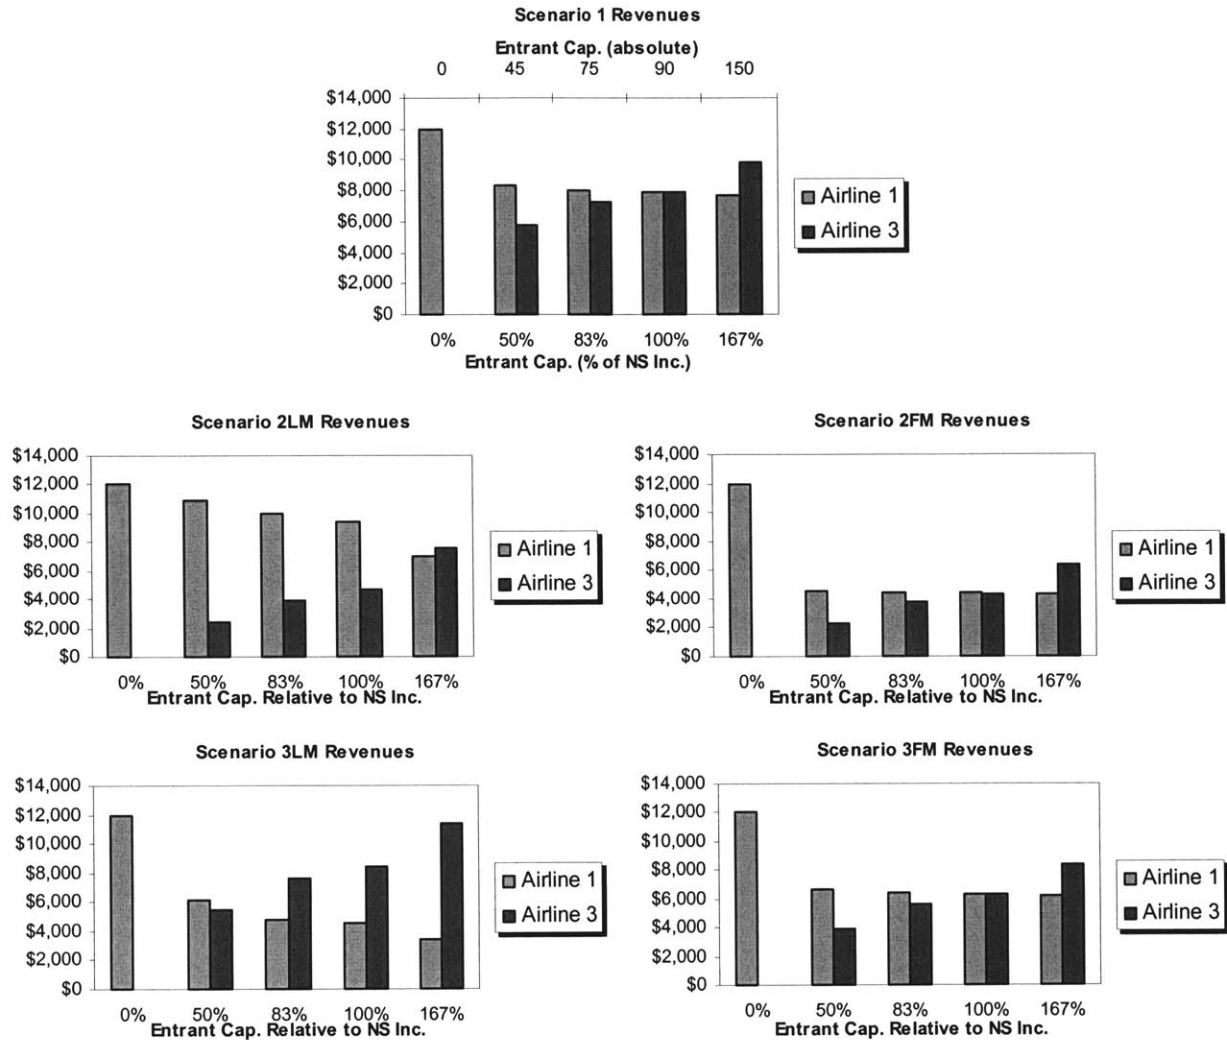 Scenario 1 Revenues
Entrant Cap. (absolute)
0 45 75 90 150
$14,000
$12,000
$10,000
$8,000
$6,000
$4,000
$2,000
$0
0% 50% 83% 100% 167%
Entrant Cap. (% of NS Inc.)
Airline 1
Airline 3
Scenario 2LM Revenues
$14,000
$12,000
$10,000
$8,000
$6,000
$4,000
$2,000
$0
0% 50% 83% 100% 167%
Entrant Cap. Relative to NS Inc.
Airline 1
Airline 3
Scenario 2FM Revenues
$14,000
$12,000
$10,000
$8,000
$6,000
$4,000
$2,000
$0
0% 50% 83% 100% 167%
Entrant Cap. Relative to NS Inc.
Airline 1
Airline 3
Scenario 3LM Revenues
$14,000
$12,000
$10,000
$8,000
$6,000
$4,000
$2,000
$0
0% 50% 83% 100% 167%
Entrant Cap. Relative to NS Inc.
Airline 1
Airline 3
Scenario 3FM Revenues
$14,000
$12,000
$10,000
$8,000
$6,000
$4,000
$2,000
$0
0% 50% 83% 100% 167%
Entrant Cap. Relative to NS Inc.
Airline 1
Airline 3